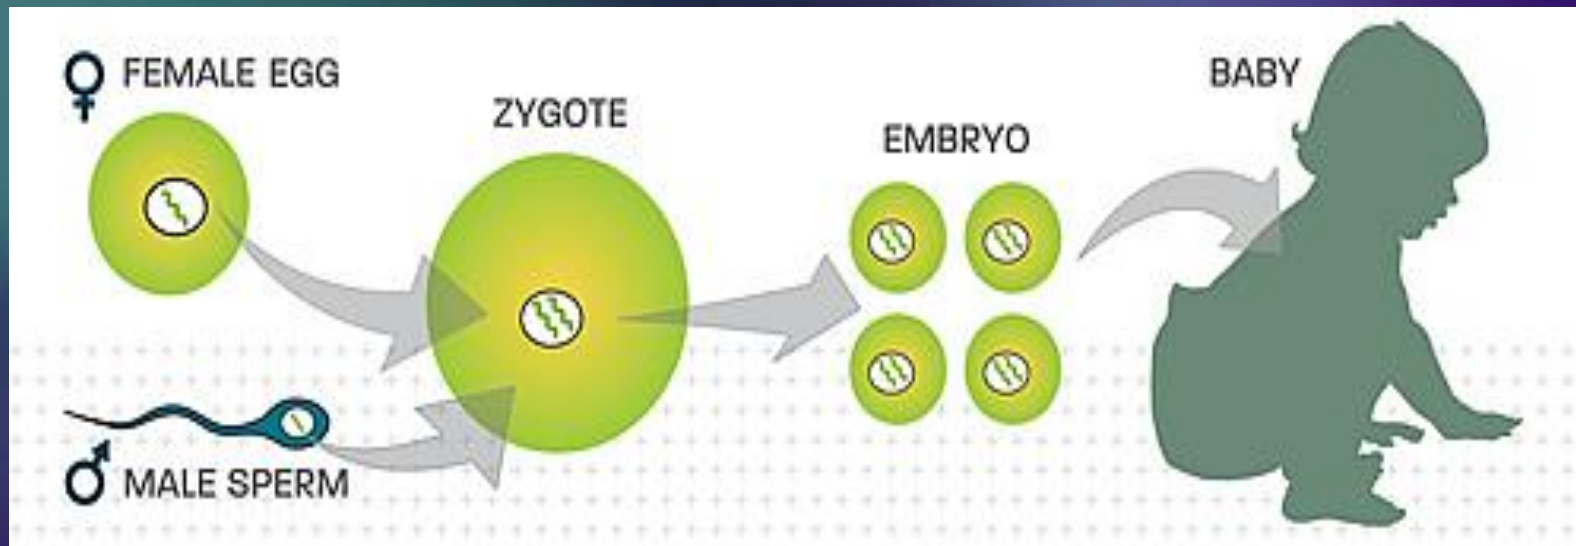 FEMALE EGG
ZYGOTE
EMBRYO
BABY
MALE SPERM